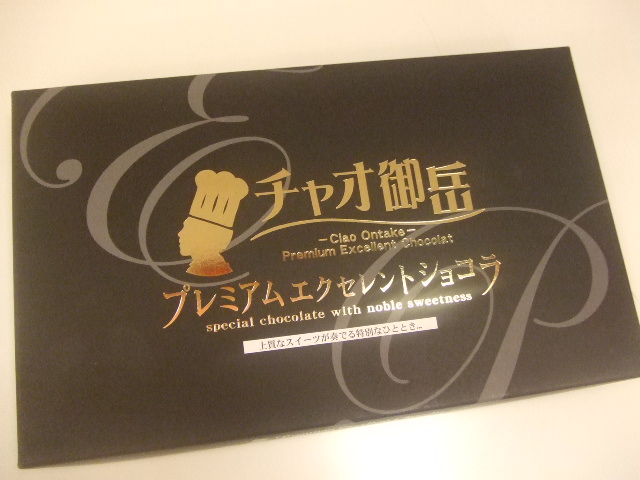 チャオ御岳
-Ciao Ontake-
Premium Excellent Chocolat
プレミアムエクセレントショコラ
special chocolate with noble sweetness
上質なスイーツが奏でる特別なひととき…